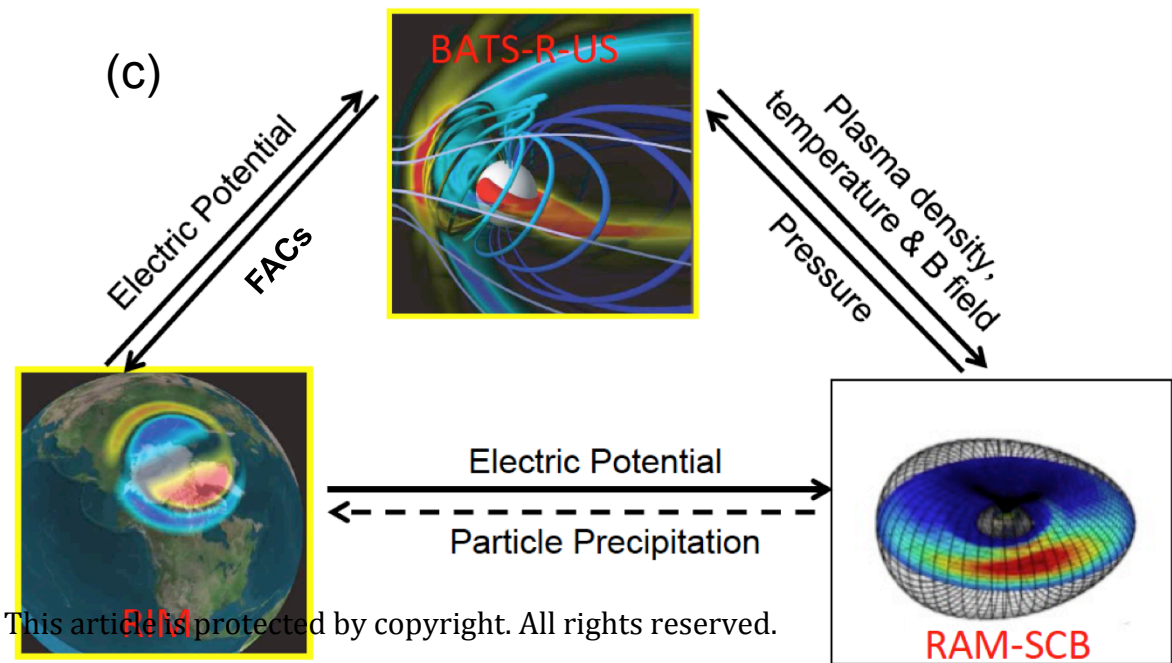 (c)
BATS-R-US
Electric Potential
FACs
Plasma density,
temperature & B field
Pressure
Electric Potential
Particle Precipitation
RIM
This article is protected by copyright. All rights reserved.
RAM-SCB